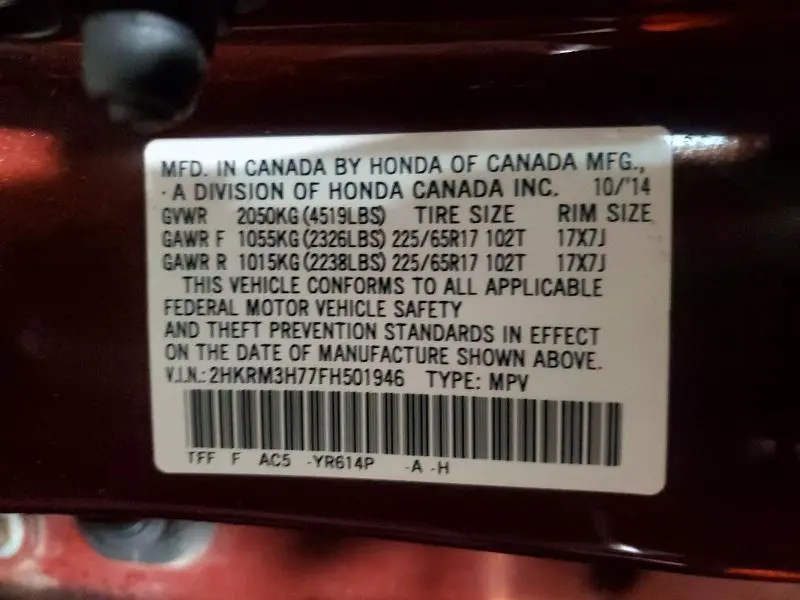 MFD. IN CANADA BY HONDA OF CANADA MFG.,
·A DIVISION OF HONDA CANADA INC. 10/'14
GVWR 2050KG(4519LBS) TIRE SIZE RIM SIZE
GAWR F 1055KG(2326LBS) 225/65R17 102T 17X7J
GAWR R 1015KG(2238LBS) 225/65R17 102T 17X7J
THIS VEHICLE CONFORMS TO ALL APPLICABLE
FEDERAL MOTOR VEHICLE SAFETY
AND THEFT PREVENTION STANDARDS IN EFFECT
ON THE DATE OF MANUFACTURE SHOWN ABOVE.
V.I.N.:2HKRM3H77FH501946 TYPE: MPV
TFF F AC5 -YR614P -A -H